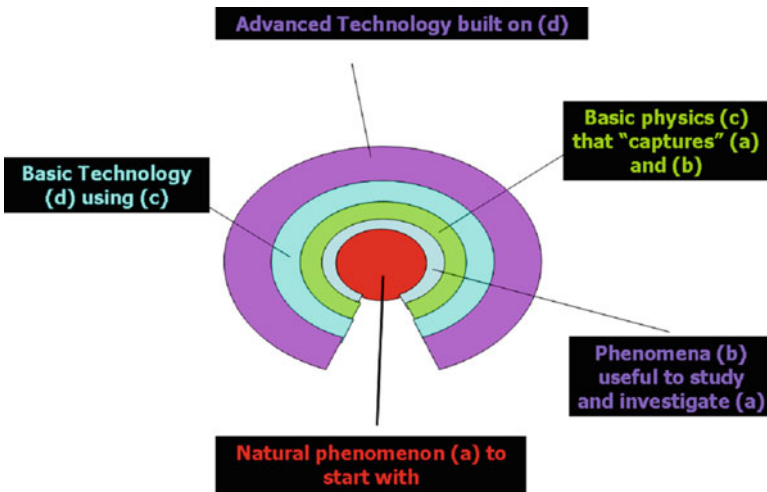 Advanced Technology built on (d)
Basic physics (c)
that “captures” (a)
and (b)
Basic Technology
(d) using (c)
Phenomena (b)
useful to study
and investigate (a)
Natural phenomenon (a) to
start with